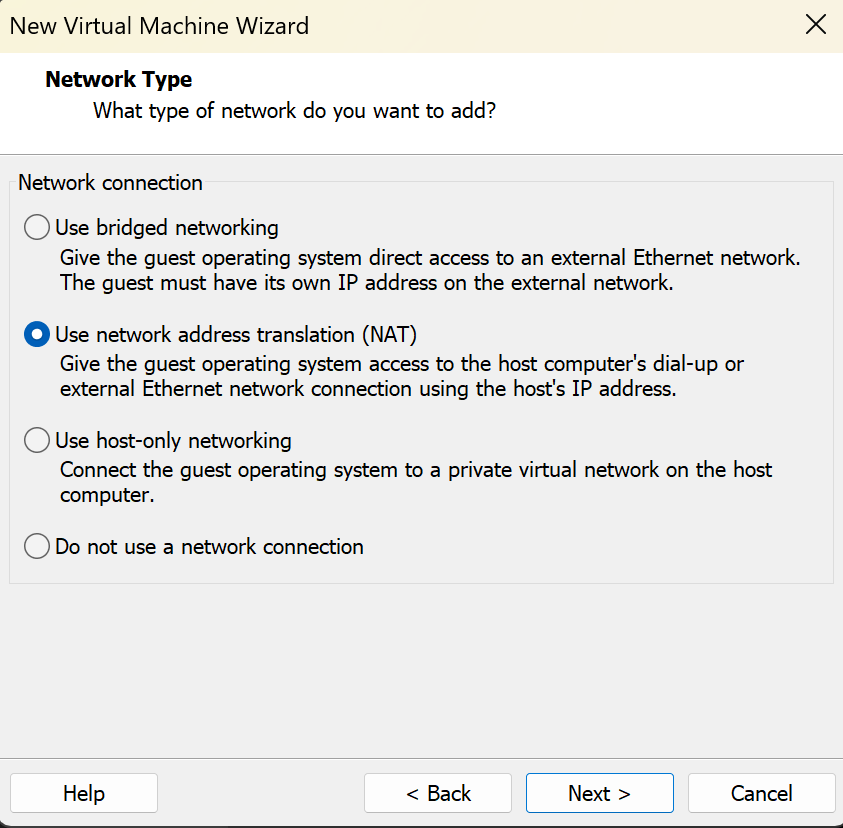 New Virtual Machine Wizard
Network Type
What type of network do you want to add?
Network connection
Use bridged networking
Give the guest operating system direct access to an external Ethernet network.
The guest must have its own IP address on the external network.
Use network address translation (NAT)
Give the guest operating system access to the host computer's dial-up or
external Ethernet network connection using the host's IP address.
Use host-only networking
Connect the guest operating system to a private virtual network on the host
computer.
Do not use a network connection
Help
< Back
Next >
Cancel